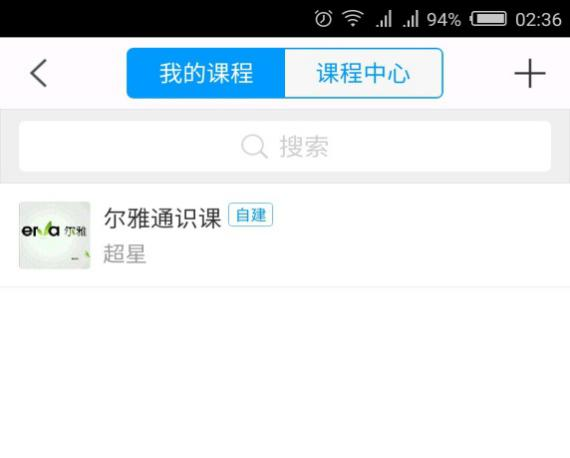 94% 02:36
我的课程 课程中心
搜索
erya 尔雅
尔雅通识课 自建
超星